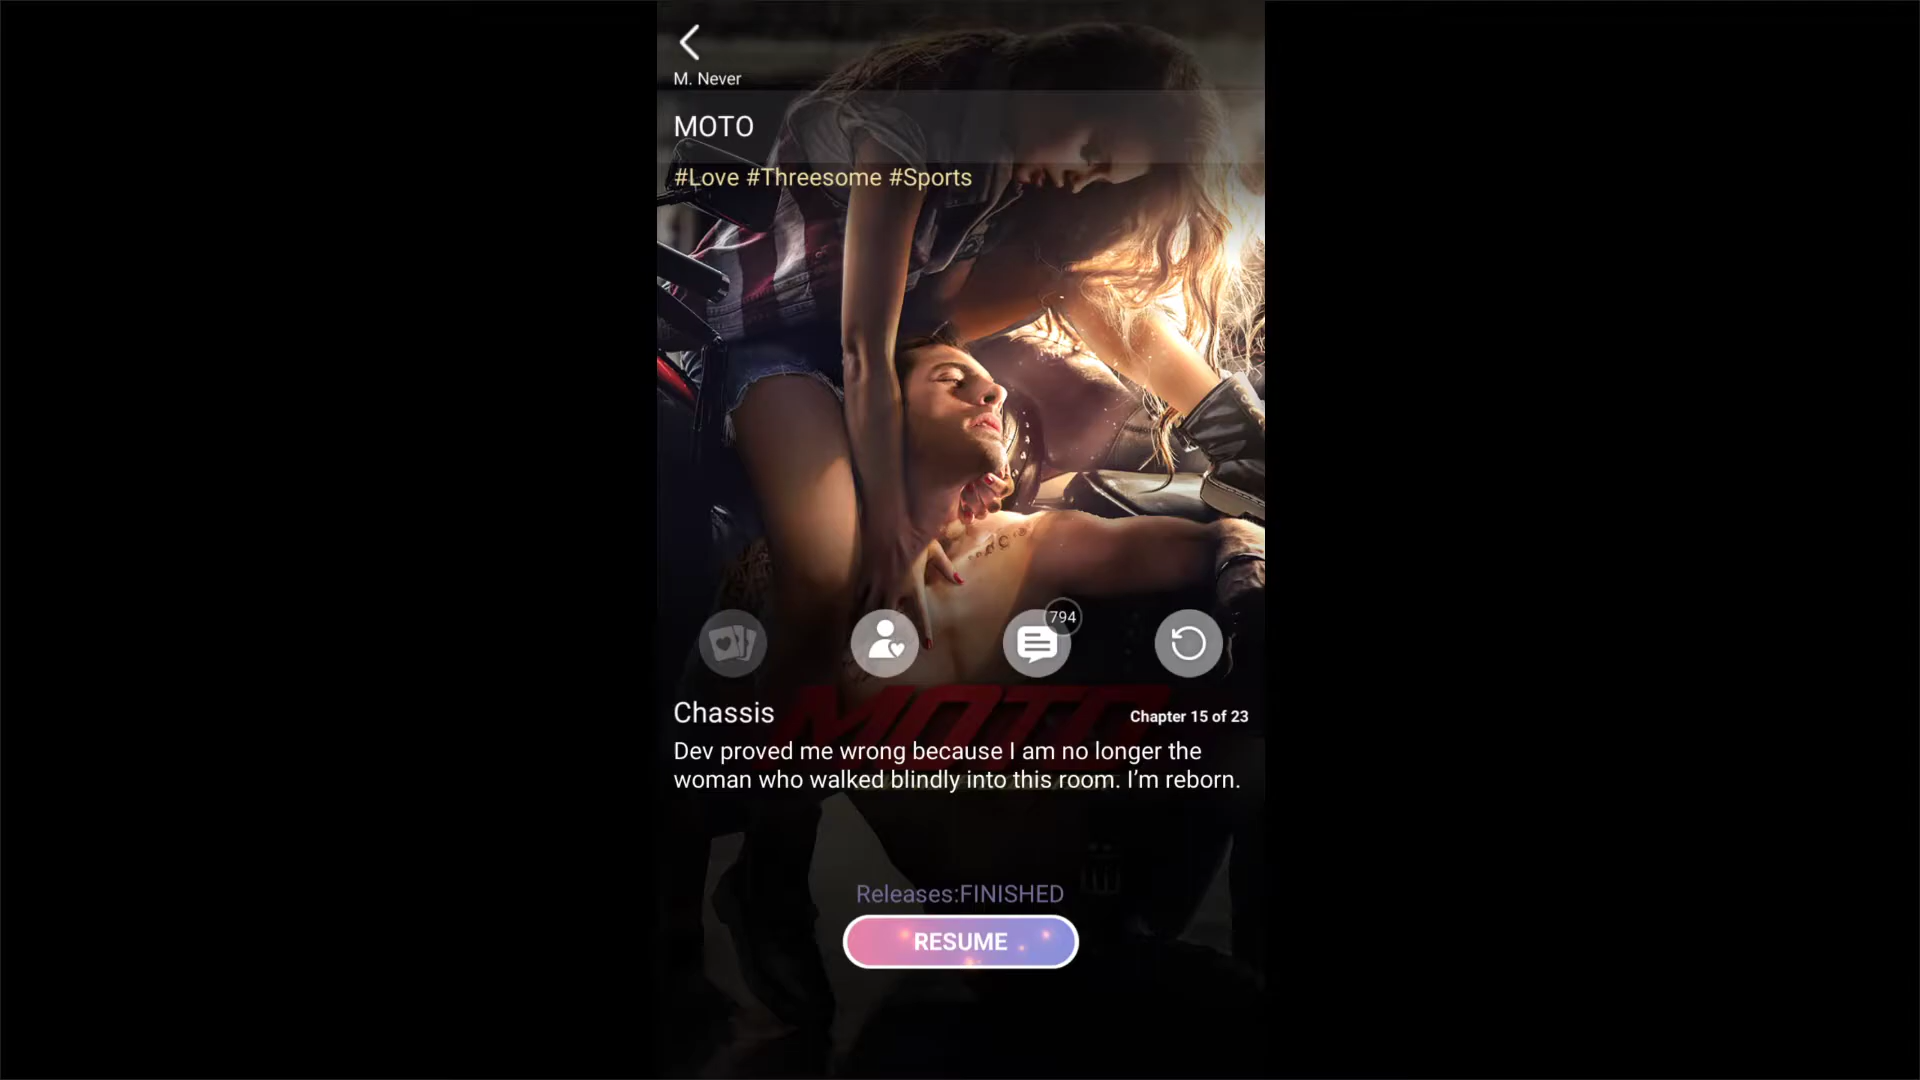 M. Never
MOTO
#Love #Threesome #Sports
794
MOTO
Chassis
Chapter 15 of 23
Dev proved me wrong because I am no longer the
woman who walked blindly into this room. I’m reborn.
Releases:FINISHED
RESUME